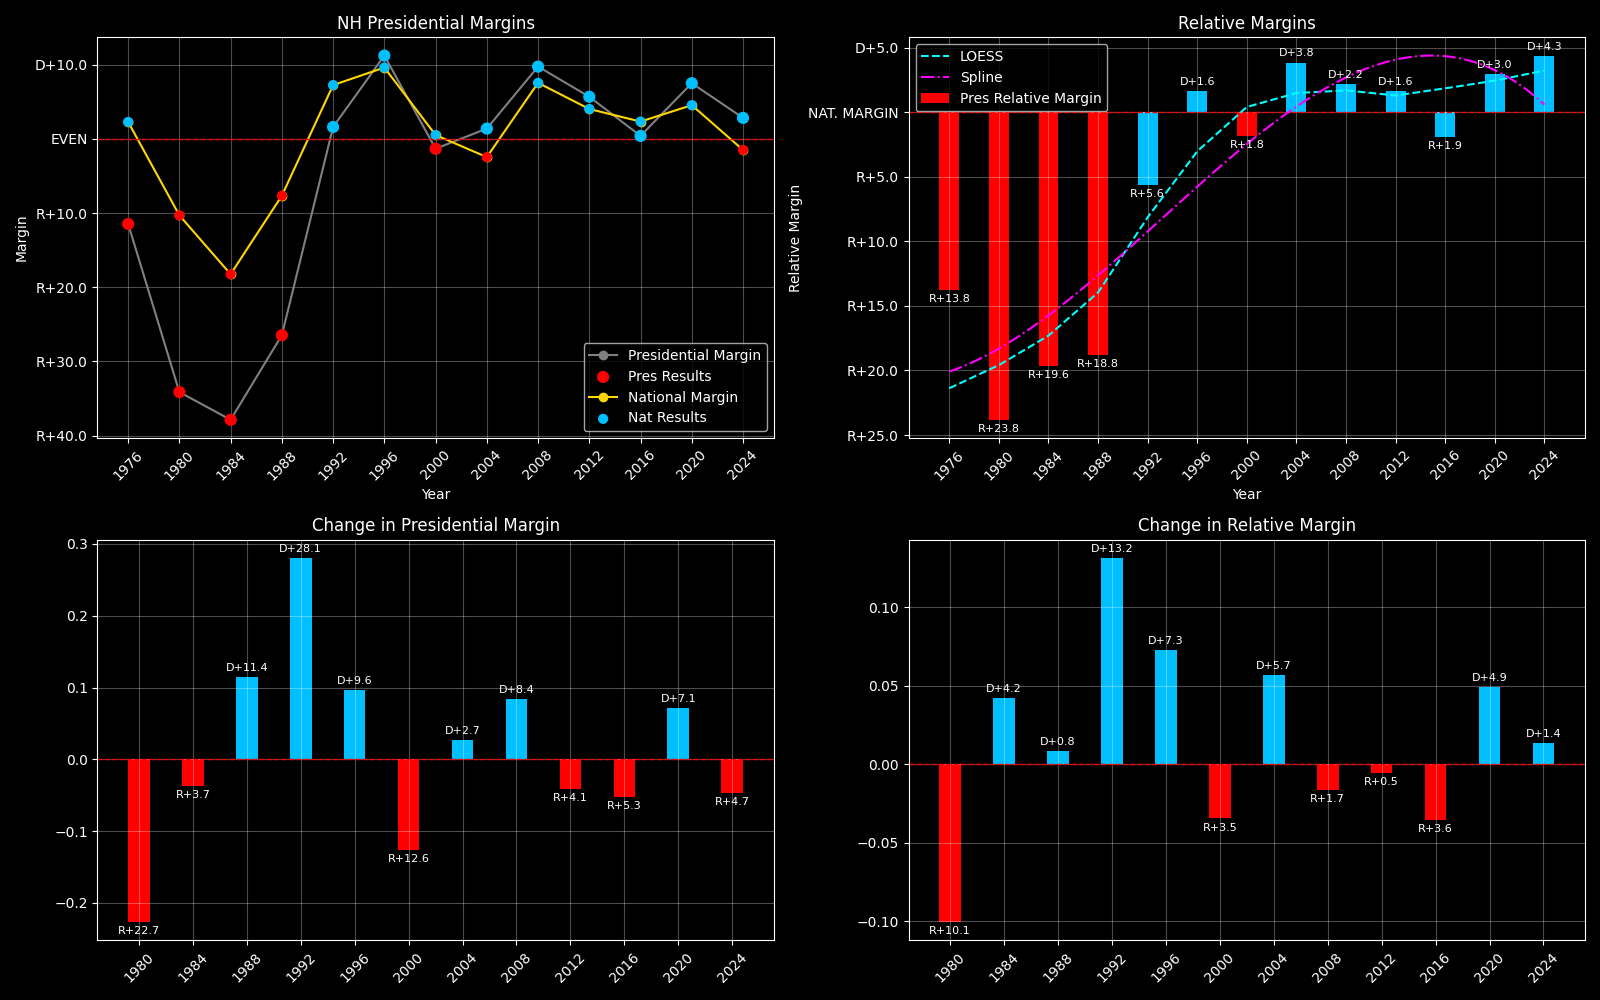 NH Presidential Margins
D+10.0
EVEN
R+10.0
R+20.0
R+30.0
R+40.0
Margin
Presidential Margin
Pres Results
National Margin
Nat Results
1976 1980 1984 1988 1992 1996 2000 2004 2008 2012 2016 2020 2024
Year
Relative Margins
D+5.0
NAT. MARGIN
R+5.0
R+10.0
R+15.0
R+20.0
R+25.0
Relative Margin
LOESS
Spline
Pres Relative Margin
R+13.8
R+23.8
R+19.6
R+18.8
R+5.6
D+1.6
R+1.8
D+3.8
D+2.2
D+1.6
R+1.9
D+3.0
D+4.3
1976 1980 1984 1988 1992 1996 2000 2004 2008 2012 2016 2020 2024
Year
Change in Presidential Margin
0.3
0.2
0.1
0.0
−0.1
−0.2
R+22.7
R+3.7
D+11.4
D+28.1
D+9.6
R+12.6
D+2.7
D+8.4
R+4.1
R+5.3
D+7.1
R+4.7
1980 1984 1988 1992 1996 2000 2004 2008 2012 2016 2020 2024
Change in Relative Margin
0.10
0.05
0.00
−0.05
−0.10
R+10.1
D+4.2
D+0.8
D+13.2
D+7.3
R+3.5
D+5.7
R+1.7
R+0.5
R+3.6
D+4.9
D+1.4
1980 1984 1988 1992 1996 2000 2004 2008 2012 2016 2020 2024